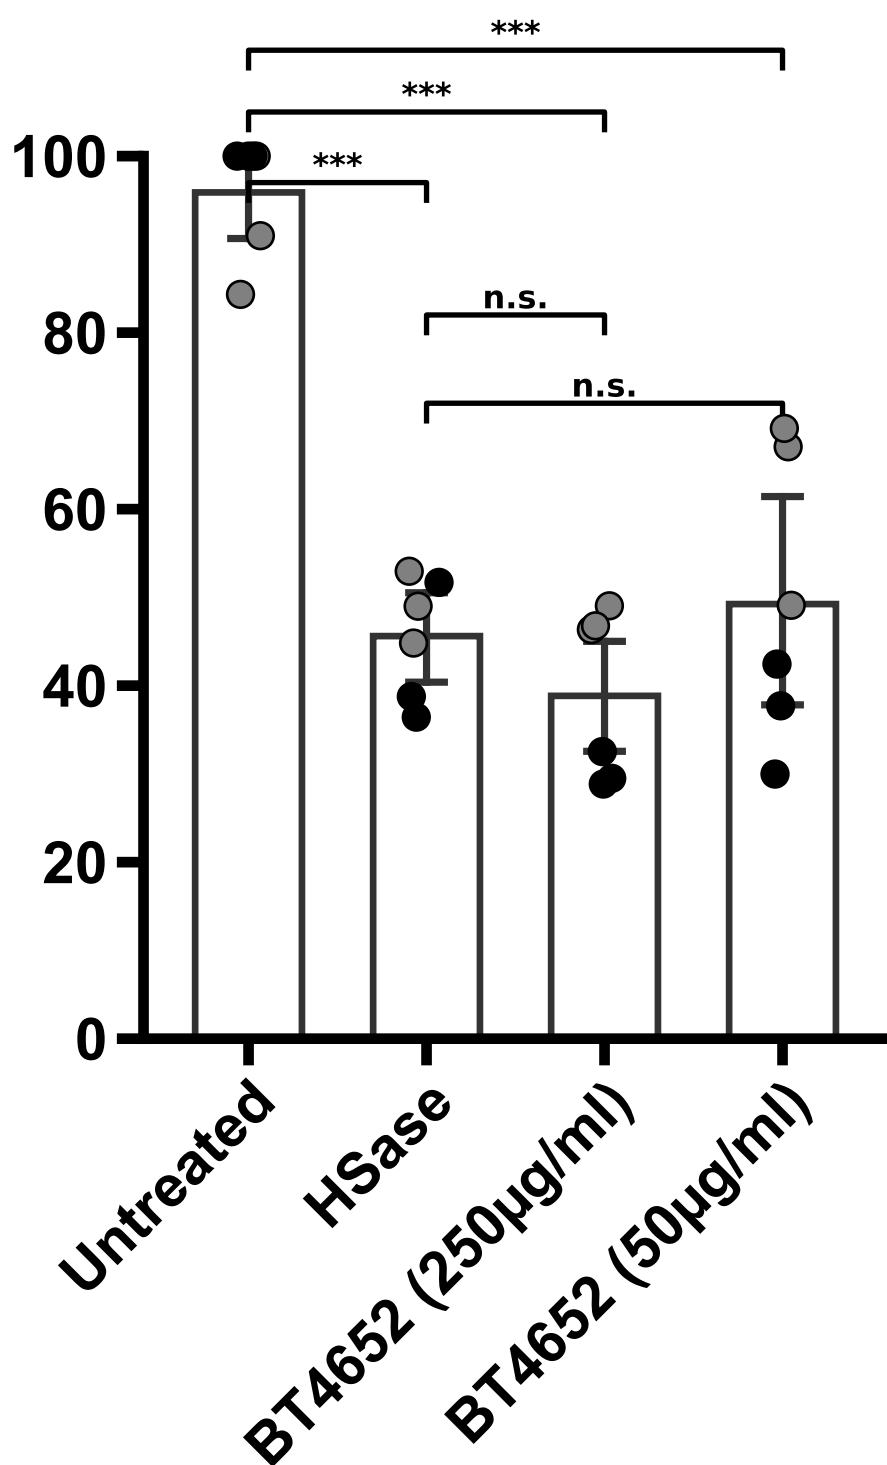 ***
***
***
n.s.
n.s.
100
80
60
40
20
0
Untreated
HSase
BT4652 (250µg/ml)
BT4652 (50µg/ml)